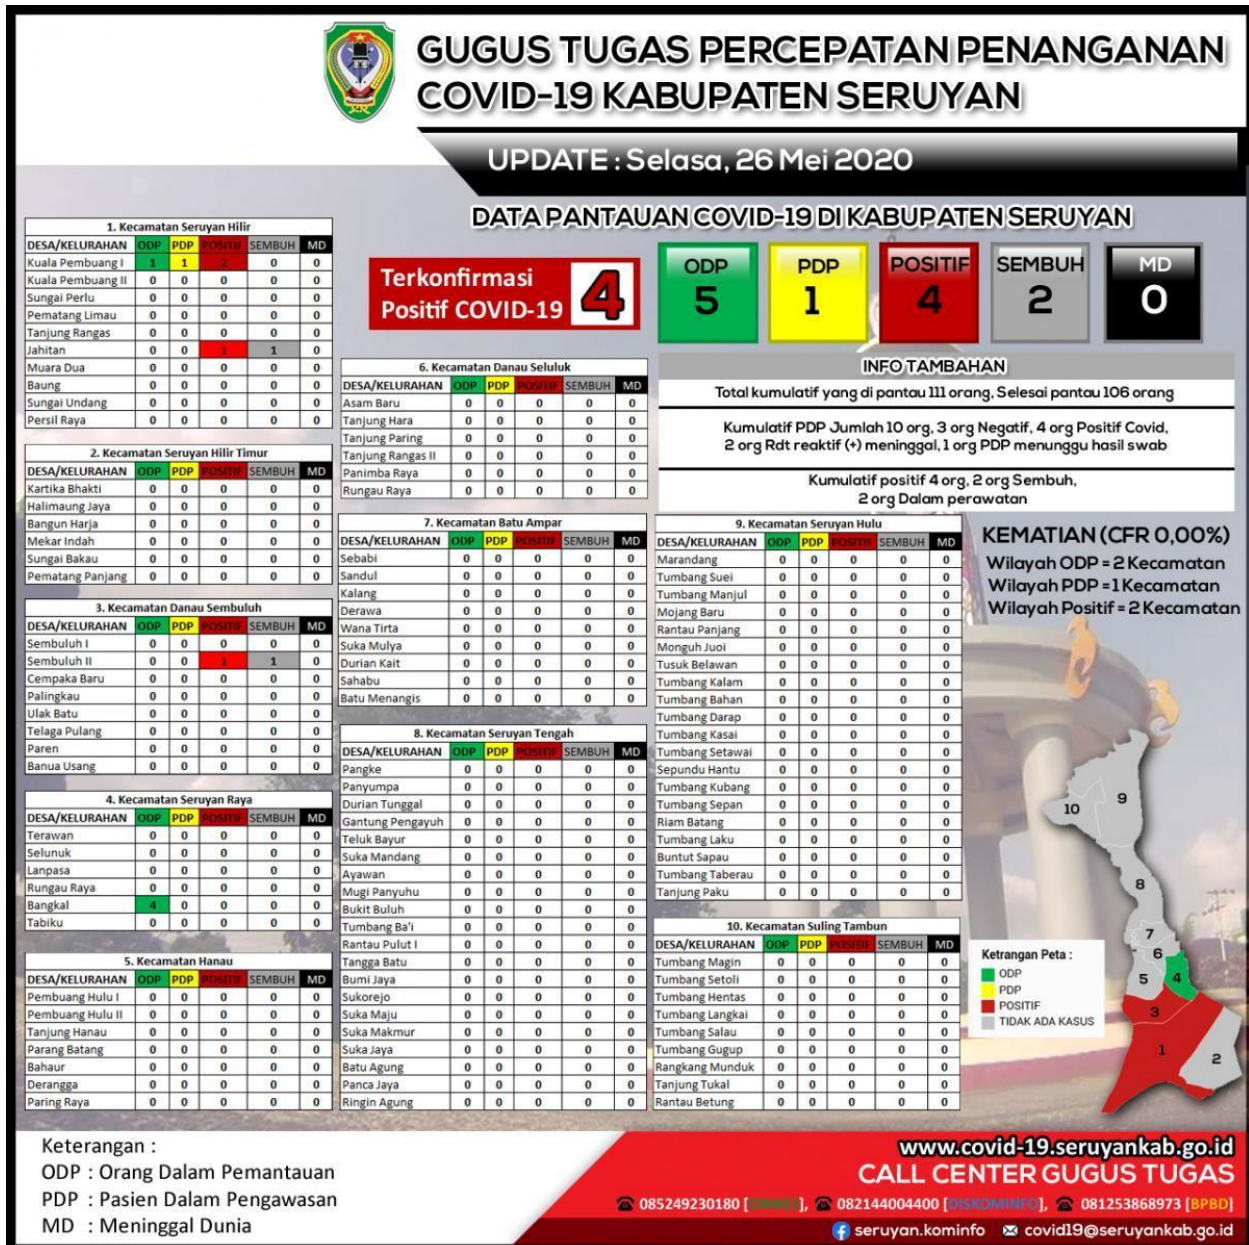 GUGUS TUGAS PERCEPATAN PENANGANAN
COVID-19 KABUPATEN SERUYAN
UPDATE : Selasa, 26 Mei 2020
DATA PANTAUAN COVID-19 DI KABUPATEN SERUYAN
Terkonfirmasi
Positif COVID-19 4
ODP 5
PDP 1
POSITIF 4
SEMBUH 2
MD 0
INFO TAMBAHAN
Total kumulatif yang di pantau 111 orang, Selesai pantau 106 orang
Kumulatif PDP Jumlah 10 org, 3 org Negatif, 4 org Positif Covid,
2 org Rdt reaktif (+) meninggal, 1 org PDP menunggu hasil swab
Kumulatif positif 4 org, 2 org Sembuh,
2 org Dalam perawatan
1. Kecamatan Seruyan Hilir
DESA/KELURAHAN ODP PDP POSITIF SEMBUH MD
Kuala Pembuang I 1 1 2 0 0
Kuala Pembuang II 0 0 0 0 0
Sungai Perlu 0 0 0 0 0
Pematang Limau 0 0 0 0 0
Tanjung Rangas 0 0 0 0 0
Jahitan 0 0 1 1 0
Muara Dua 0 0 0 0 0
Baung 0 0 0 0 0
Sungai Undang 0 0 0 0 0
Persil Raya 0 0 0 0 0
2. Kecamatan Seruyan Hilir Timur
DESA/KELURAHAN ODP PDP POSITIF SEMBUH MD
Kartika Bhakti 0 0 0 0 0
Halimaung Jaya 0 0 0 0 0
Bangun Harja 0 0 0 0 0
Mekar Indah 0 0 0 0 0
Sungai Bakau 0 0 0 0 0
Pematang Panjang 0 0 0 0 0
3. Kecamatan Danau Sembuluh
DESA/KELURAHAN ODP PDP POSITIF SEMBUH MD
Sembuluh I 0 0 0 0 0
Sembuluh II 0 0 1 1 0
Cempaka Baru 0 0 0 0 0
Palingkau 0 0 0 0 0
Ulak Batu 0 0 0 0 0
Telaga Pulang 0 0 0 0 0
Paren 0 0 0 0 0
Banua Usang 0 0 0 0 0
4. Kecamatan Seruyan Raya
DESA/KELURAHAN ODP PDP POSITIF SEMBUH MD
Terawan 0 0 0 0 0
Selunuk 0 0 0 0 0
Lanpasa 0 0 0 0 0
Rungau Raya 0 0 0 0 0
Bangkal 4 0 0 0 0
Tabiku 0 0 0 0 0
5. Kecamatan Hanau
DESA/KELURAHAN ODP PDP POSITIF SEMBUH MD
Pembuang Hulu I 0 0 0 0 0
Pembuang Hulu II 0 0 0 0 0
Tanjung Hanau 0 0 0 0 0
Parang Batang 0 0 0 0 0
Bahaur 0 0 0 0 0
Derangga 0 0 0 0 0
Paring Raya 0 0 0 0 0
6. Kecamatan Danau Seluluk
DESA/KELURAHAN ODP PDP POSITIF SEMBUH MD
Asam Baru 0 0 0 0 0
Tanjung Hara 0 0 0 0 0
Tanjung Paring 0 0 0 0 0
Tanjung Rangas II 0 0 0 0 0
Panimba Raya 0 0 0 0 0
Rungau Raya 0 0 0 0 0
7. Kecamatan Batu Ampar
DESA/KELURAHAN ODP PDP POSITIF SEMBUH MD
Sebabi 0 0 0 0 0
Sandul 0 0 0 0 0
Kalang 0 0 0 0 0
Derawa 0 0 0 0 0
Wana Tirta 0 0 0 0 0
Suka Mulya 0 0 0 0 0
Durian Kait 0 0 0 0 0
Sahabu 0 0 0 0 0
Batu Menangis 0 0 0 0 0
8. Kecamatan Seruyan Tengah
DESA/KELURAHAN ODP PDP POSITIF SEMBUH MD
Pangke 0 0 0 0 0
Panyumpa 0 0 0 0 0
Durian Tunggal 0 0 0 0 0
Gantung Pengayuh 0 0 0 0 0
Teluk Bayur 0 0 0 0 0
Suka Mandang 0 0 0 0 0
Ayawan 0 0 0 0 0
Mugi Panyuhu 0 0 0 0 0
Bukit Buluh 0 0 0 0 0
Tumbang Ba'i 0 0 0 0 0
Rantau Pulut I 0 0 0 0 0
Tangga Batu 0 0 0 0 0
Bumi Jaya 0 0 0 0 0
Sukorejo 0 0 0 0 0
Suka Maju 0 0 0 0 0
Suka Makmur 0 0 0 0 0
Suka Jaya 0 0 0 0 0
Batu Agung 0 0 0 0 0
Panca Jaya 0 0 0 0 0
Ringin Agung 0 0 0 0 0
9. Kecamatan Seruyan Hulu
DESA/KELURAHAN ODP PDP POSITIF SEMBUH MD
Marandang 0 0 0 0 0
Tumbang Suei 0 0 0 0 0
Tumbang Manjul 0 0 0 0 0
Mojang Baru 0 0 0 0 0
Rantau Panjang 0 0 0 0 0
Monguh Juoi 0 0 0 0 0
Tusuk Belawan 0 0 0 0 0
Tumbang Kalam 0 0 0 0 0
Tumbang Bahan 0 0 0 0 0
Tumbang Darap 0 0 0 0 0
Tumbang Kasai 0 0 0 0 0
Tumbang Setawai 0 0 0 0 0
Sepundu Hantu 0 0 0 0 0
Tumbang Kubang 0 0 0 0 0
Tumbang Sepan 0 0 0 0 0
Riam Batang 0 0 0 0 0
Tumbang Laku 0 0 0 0 0
Buntut Sapau 0 0 0 0 0
Tumbang Taberau 0 0 0 0 0
Tanjung Paku 0 0 0 0 0
10. Kecamatan Suling Tambun
DESA/KELURAHAN ODP PDP POSITIF SEMBUH MD
Tumbang Magin 0 0 0 0 0
Tumbang Setoli 0 0 0 0 0
Tumbang Hentas 0 0 0 0 0
Tumbang Langkai 0 0 0 0 0
Tumbang Salau 0 0 0 0 0
Tumbang Gugup 0 0 0 0 0
Rangkang Munduk 0 0 0 0 0
Tanjung Tukal 0 0 0 0 0
Rantau Betung 0 0 0 0 0
KEMATIAN (CFR 0,00%)
Wilayah ODP = 2 Kecamatan
Wilayah PDP = 1 Kecamatan
Wilayah Positif = 2 Kecamatan
9
10
8
7
6
5
4
3
1
2
Ketrangan Peta :
ODP
PDP
POSITIF
TIDAK ADA KASUS
Keterangan :
ODP : Orang Dalam Pemantauan
PDP : Pasien Dalam Pengawasan
MD : Meninggal Dunia
www.covid-19.seruyankab.go.id
CALL CENTER GUGUS TUGAS
085249230180 [DINKES], 082144004400 [DISKOMINFO], 081253868973 [BPBD]
seruyan.kominfo covid19@seruyankab.go.id